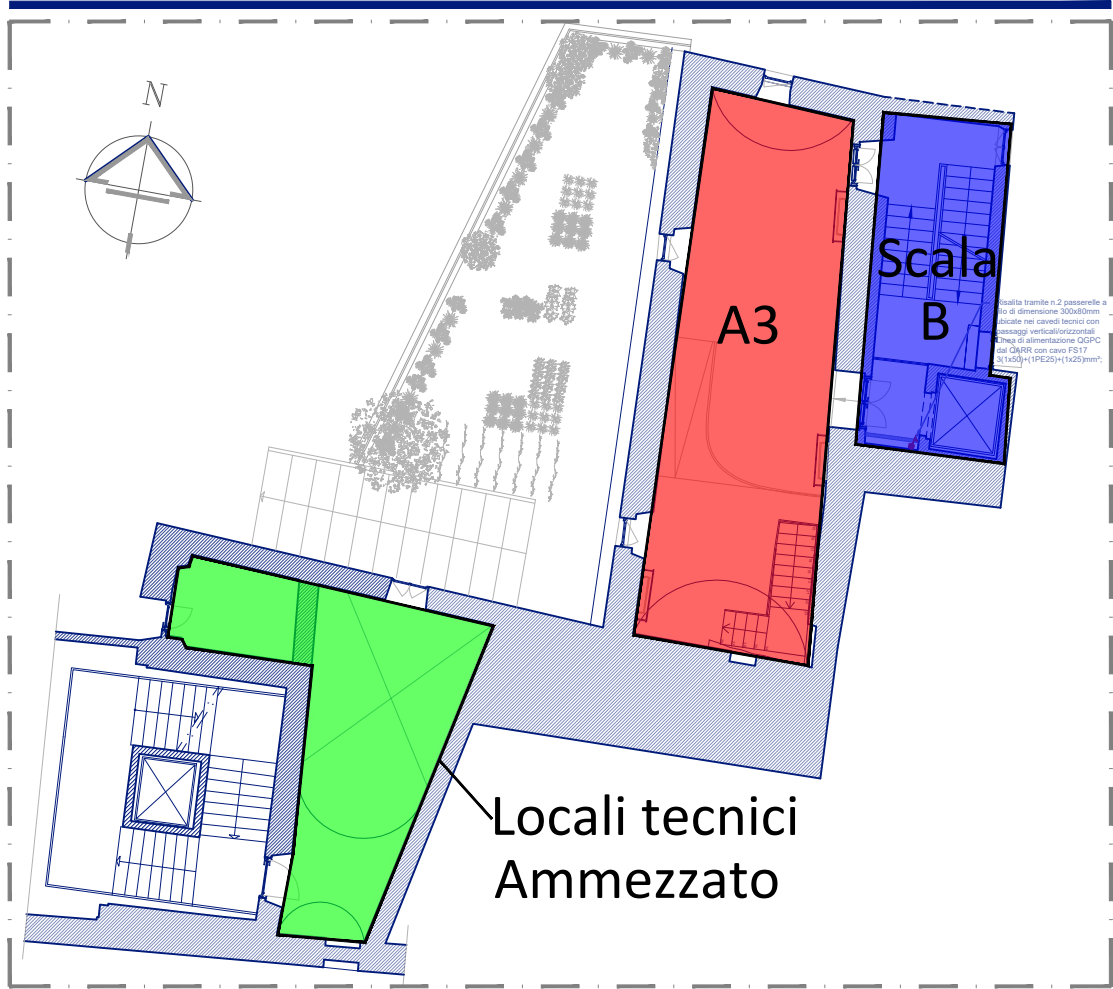 N
A3
Scala
B
Risalita tramite n.2 passerelle a
filo di dimensione 300x80mm
ubicate nei cavedi tecnici con
passaggi verticali/orizzontali
Linea di alimentazione QGPC
dal QARR con cavo FS17
3(1x50)+(1PE25)+(1x25)mm²;
Locali tecnici
Ammezzato